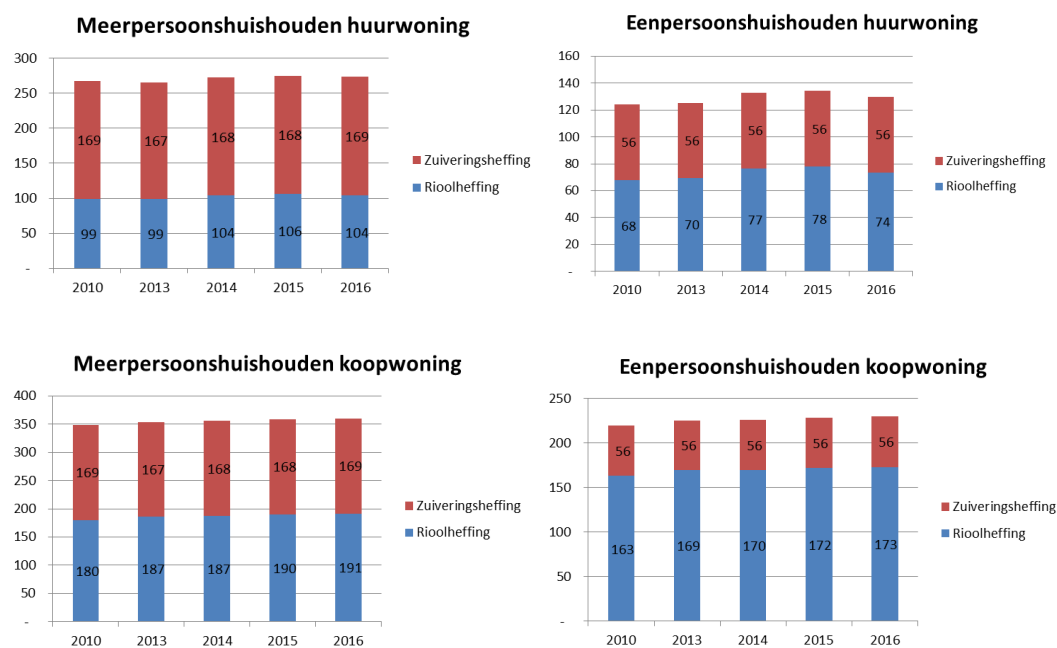 Meerpersoonshuishouden huurwoning
300
250
200
150
100
50
-
169 167 168 168 169
99 99 104 106 104
2010 2013 2014 2015 2016
Zuiveringsheffing
Rioolheffing
Eenpersoonshuishouden huurwoning
160
140
120
100
80
60
40
20
-
56 56 56 56 56
68 70 77 78 74
2010 2013 2014 2015 2016
Zuiveringsheffing
Rioolheffing
Meerpersoonshuishouden koopwoning
400
350
300
250
200
150
100
50
-
169 167 168 168 169
180 187 187 190 191
2010 2013 2014 2015 2016
Zuiveringsheffing
Rioolheffing
Eenpersoonshuishouden koopwoning
250
200
150
100
50
-
56 56 56 56 56
163 169 170 172 173
2010 2013 2014 2015 2016
Zuiveringsheffing
Rioolheffing